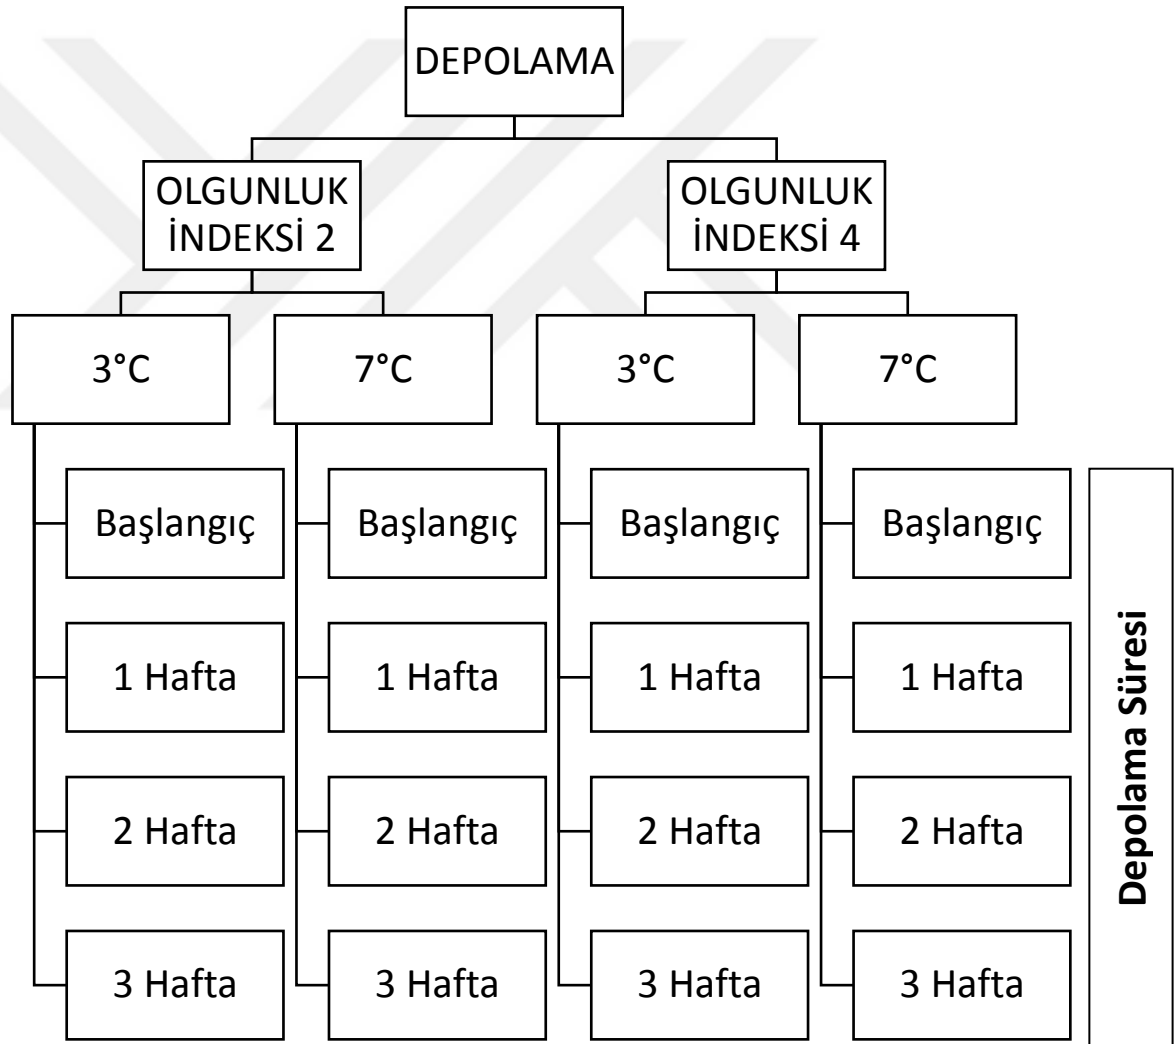 DEPOLAMA
OLGUNLUK
İNDEKSİ 2
OLGUNLUK
İNDEKSİ 4
3°C
7°C
3°C
7°C
Başlangıç
Başlangıç
Başlangıç
Başlangıç
1 Hafta
1 Hafta
1 Hafta
1 Hafta
2 Hafta
2 Hafta
2 Hafta
2 Hafta
3 Hafta
3 Hafta
3 Hafta
3 Hafta
Depolama Süresi